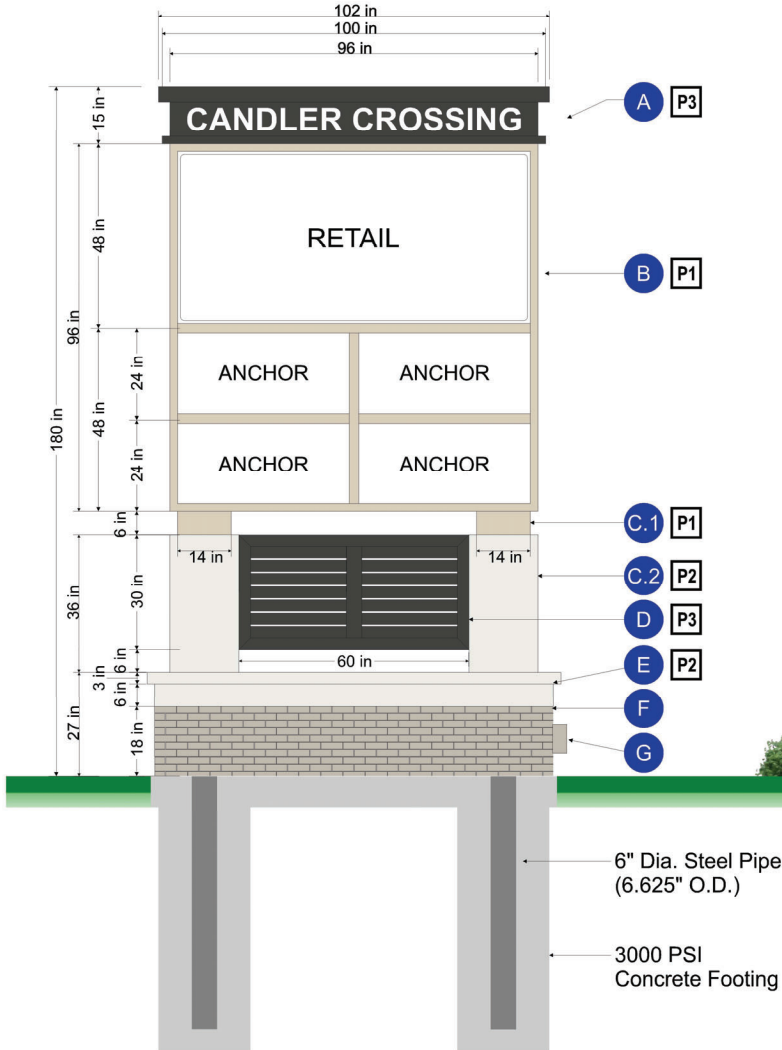 102 in
100 in
96 in
15 in
CANDLER CROSSING
A P3
48 in
RETAIL
B P1
96 in
180 in
24 in
ANCHOR ANCHOR
48 in
24 in
ANCHOR ANCHOR
6 in
C.1 P1
14 in 14 in
C.2 P2
36 in
30 in
D P3
6 in
60 in
E P2
3 in
6 in
F
27 in
18 in
G
6" Dia. Steel Pipe
(6.625" O.D.)
3000 PSI
Concrete Footing